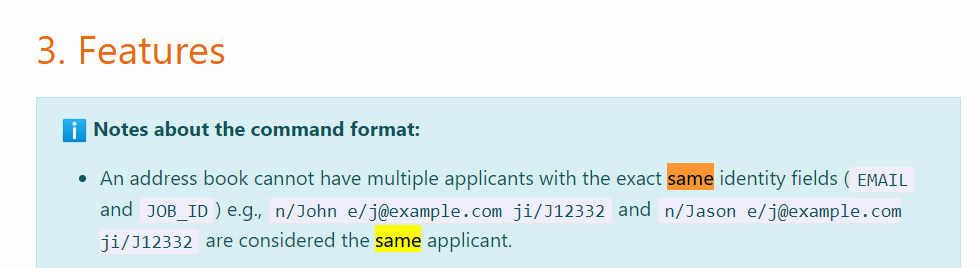 3. Features
i Notes about the command format:
• An address book cannot have multiple applicants with the exact same identity fields ( EMAIL
and JOB_ID ) e.g., n/John e/j@example.com ji/J12332 and n/Jason e/j@example.com
ji/J12332 are considered the same applicant.